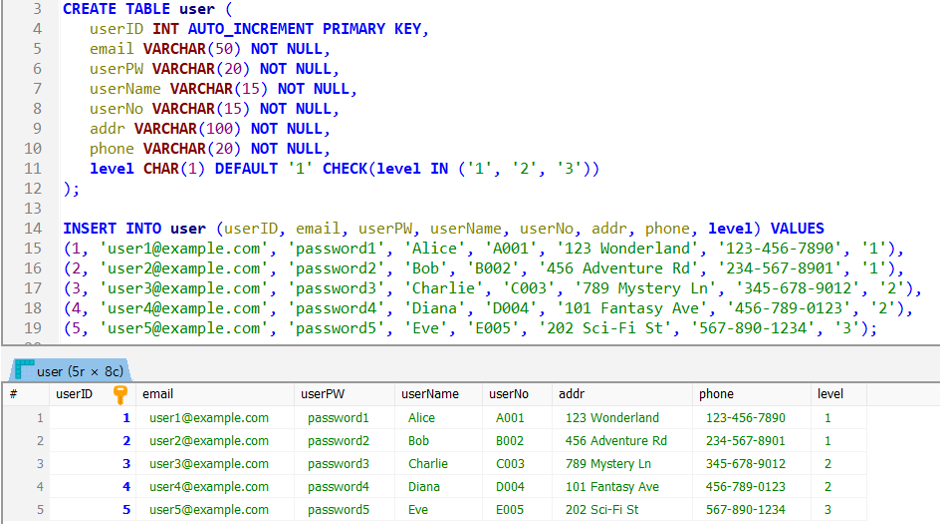 3 CREATE TABLE user (
4 userID INT AUTO_INCREMENT PRIMARY KEY,
5 email VARCHAR(50) NOT NULL,
6 userPW VARCHAR(20) NOT NULL,
7 userName VARCHAR(15) NOT NULL,
8 userNo VARCHAR(15) NOT NULL,
9 addr VARCHAR(100) NOT NULL,
10 phone VARCHAR(20) NOT NULL,
11 level CHAR(1) DEFAULT '1' CHECK(level IN ('1', '2', '3'))
12 );
13
14 INSERT INTO user (userID, email, userPW, userName, userNo, addr, phone, level) VALUES
15 (1, 'user1@example.com', 'password1', 'Alice', 'A001', '123 Wonderland', '123-456-7890', '1'),
16 (2, 'user2@example.com', 'password2', 'Bob', 'B002', '456 Adventure Rd', '234-567-8901', '1'),
17 (3, 'user3@example.com', 'password3', 'Charlie', 'C003', '789 Mystery Ln', '345-678-9012', '2'),
18 (4, 'user4@example.com', 'password4', 'Diana', 'D004', '101 Fantasy Ave', '456-789-0123', '2'),
19 (5, 'user5@example.com', 'password5', 'Eve', 'E005', '202 Sci-Fi St', '567-890-1234', '3');
user (5r × 8c)
# userID email userPW userName userNo addr phone level
1 1 user1@example.com password1 Alice A001 123 Wonderland 123-456-7890 1
2 2 user2@example.com password2 Bob B002 456 Adventure Rd 234-567-8901 1
3 3 user3@example.com password3 Charlie C003 789 Mystery Ln 345-678-9012 2
4 4 user4@example.com password4 Diana D004 101 Fantasy Ave 456-789-0123 2
5 5 user5@example.com password5 Eve E005 202 Sci-Fi St 567-890-1234 3